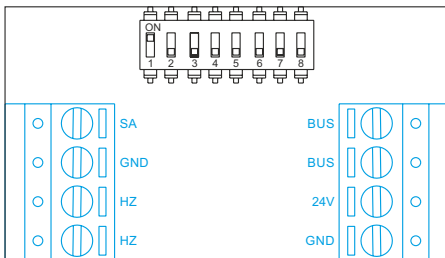 ON
1 2 3 4 5 6 7 8
SA BUS
GND BUS
HZ 24V
HZ GND